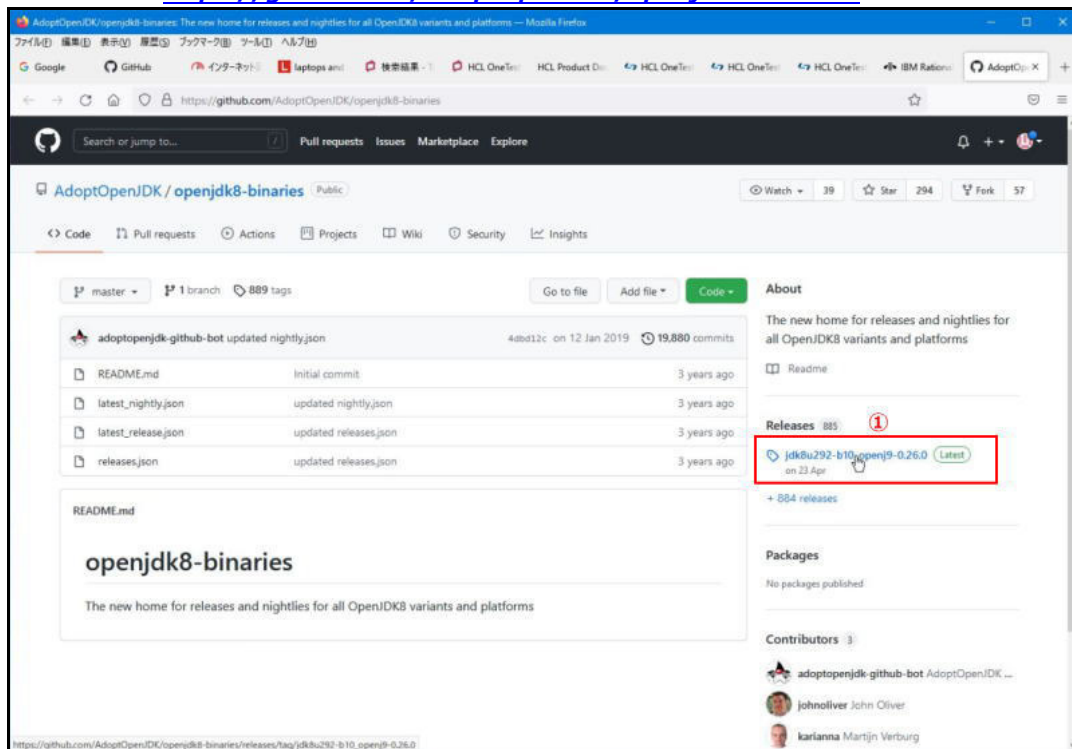 AdoptOpenJDK/openjdk8-binaries: The new home for releases and nightlies for all OpenJDK8 variants and platforms — Mozilla Firefox
ファイル(F) 編集(E) 表示(V) 履歴(S) ブックマーク(B) ツール(T) ヘルプ(H)
Google GitHub インターネット laptops and 検索結果 - T HCL OneTest HCL Product Do HCL OneTest HCL OneTest HCL OneTest IBM Rational AdoptOp
https://github.com/AdoptOpenJDK/openjdk8-binaries
Search or jump to... / Pull requests Issues Marketplace Explore
AdoptOpenJDK / openjdk8-binaries Public
Watch 39 Star 294 Fork 57
Code Pull requests Actions Projects Wiki Security Insights
master 1 branch 889 tags Go to file Add file Code
adoptopenjdk-github-bot updated nightly.json 4dbd12c on 12 Jan 2019 19,880 commits
README.md Initial commit 3 years ago
latest_nightly.json updated nightly.json 3 years ago
latest_release.json updated releases.json 3 years ago
releases.json updated releases.json 3 years ago
README.md
openjdk8-binaries
The new home for releases and nightlies for all OpenJDK8 variants and platforms
About
The new home for releases and nightlies for
all OpenJDK8 variants and platforms
Readme
Releases 885 ①
jdk8u292-b10_openj9-0.26.0 Latest
on 23 Apr
+ 884 releases
Packages
No packages published
Contributors 3
adoptopenjdk-github-bot AdoptOpenJDK ...
johnoliver John Oliver
karianna Martijn Verburg
https://github.com/AdoptOpenJDK/openjdk8-binaries/releases/tag/jdk8u292-b10_openj9-0.26.0